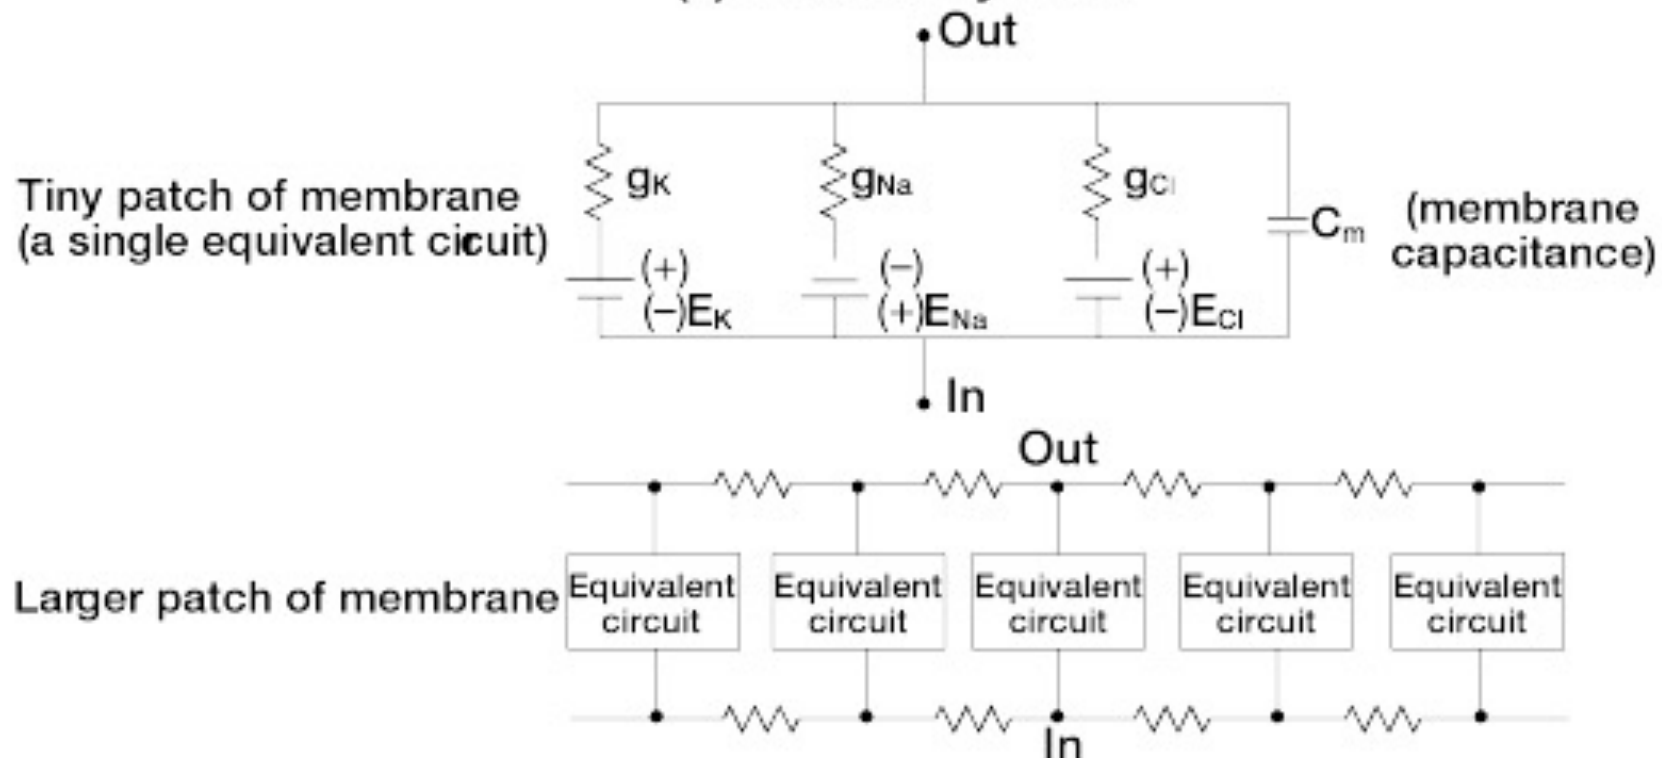 Out
gK
gNa
gCl
Tiny patch of membrane
(a single equivalent cicuit)
Cm
(membrane
capacitance)
(+)
(–)EK
(–)
(+)ENa
(+)
(–)ECl
In
Out
Larger patch of membrane
Equivalent
circuit
Equivalent
circuit
Equivalent
circuit
Equivalent
circuit
Equivalent
circuit
In